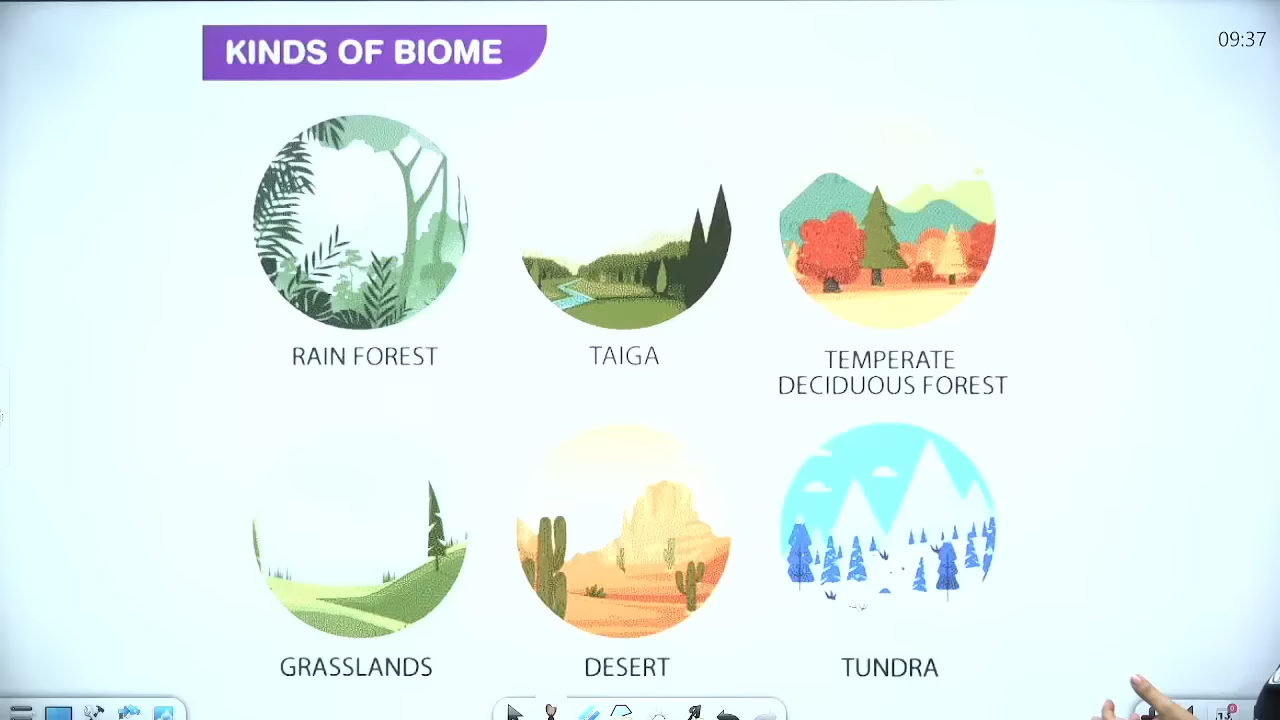 KINDS OF BIOME
09:37
RAIN FOREST
TAIGA
TEMPERATE
DECIDUOUS FOREST
GRASSLANDS
DESERT
TUNDRA